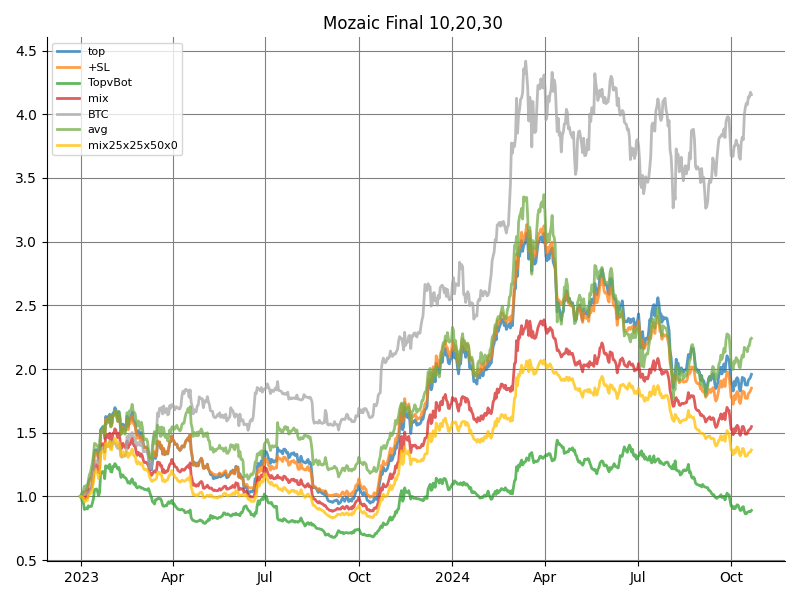 Mozaic Final 10,20,30
top
+SL
TopvBot
mix
BTC
avg
mix25x25x50x0
4.5
4.0
3.5
3.0
2.5
2.0
1.5
1.0
0.5
2023 Apr Jul Oct 2024 Apr Jul Oct